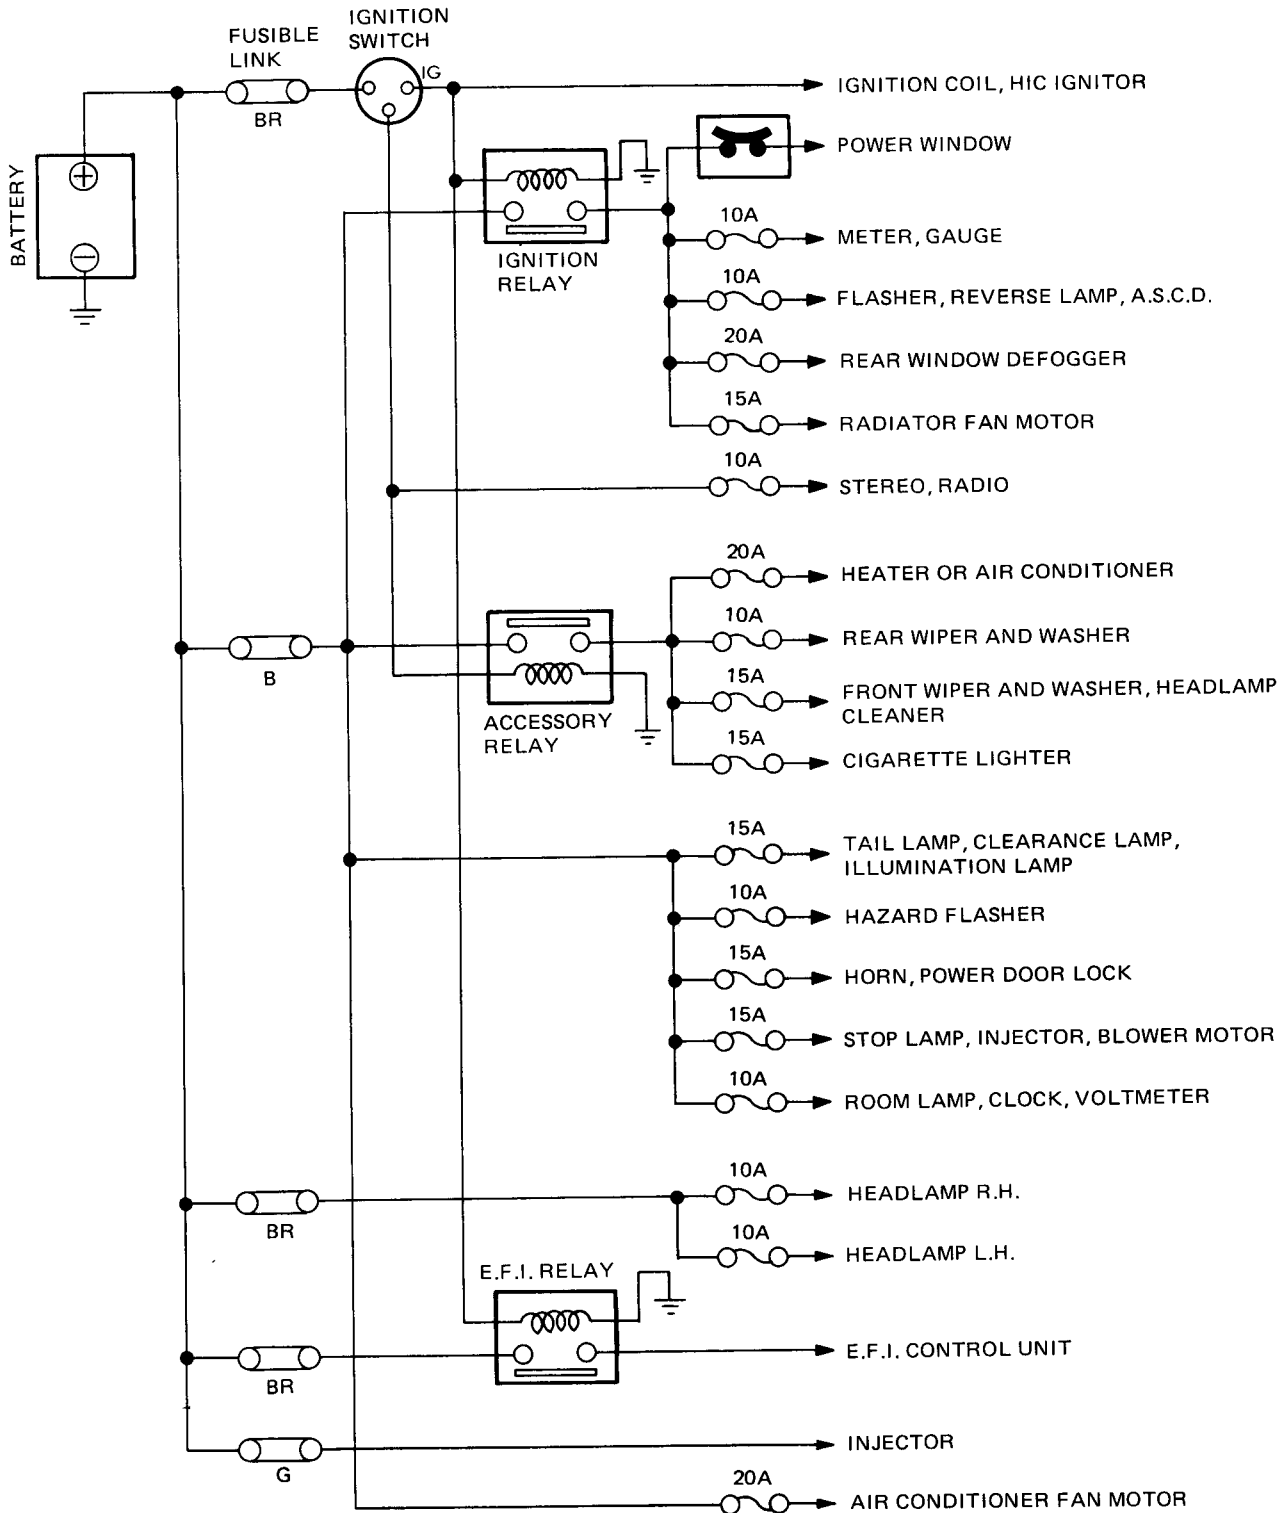 IGNITION
SWITCH
FUSIBLE
LINK
IG
BR
IGNITION COIL, HIC IGNITOR
POWER WINDOW
BATTERY
+
−
IGNITION
RELAY
10A
METER, GAUGE
10A
FLASHER, REVERSE LAMP, A.S.C.D.
20A
REAR WINDOW DEFOGGER
15A
RADIATOR FAN MOTOR
10A
STEREO, RADIO
20A
HEATER OR AIR CONDITIONER
10A
REAR WIPER AND WASHER
B
15A
FRONT WIPER AND WASHER, HEADLAMP
CLEANER
ACCESSORY
RELAY
15A
CIGARETTE LIGHTER
15A
TAIL LAMP, CLEARANCE LAMP,
ILLUMINATION LAMP
10A
HAZARD FLASHER
15A
HORN, POWER DOOR LOCK
15A
STOP LAMP, INJECTOR, BLOWER MOTOR
10A
ROOM LAMP, CLOCK, VOLTMETER
10A
HEADLAMP R.H.
BR
10A
HEADLAMP L.H.
E.F.I. RELAY
E.F.I. CONTROL UNIT
BR
INJECTOR
G
20A
AIR CONDITIONER FAN MOTOR